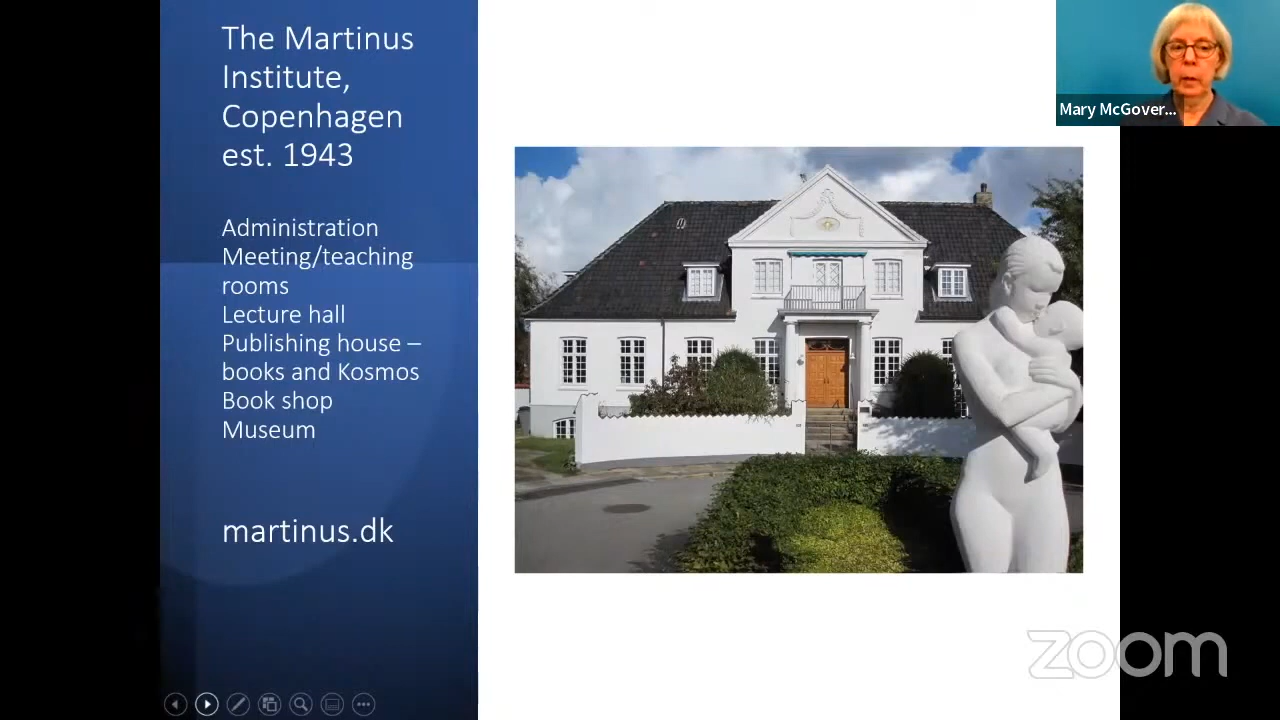 The Martinus
Institute,
Copenhagen
est. 1943
Administration
Meeting/teaching
rooms
Lecture hall
Publishing house –
books and Kosmos
Book shop
Museum
martinus.dk
Mary McGover...
zoom